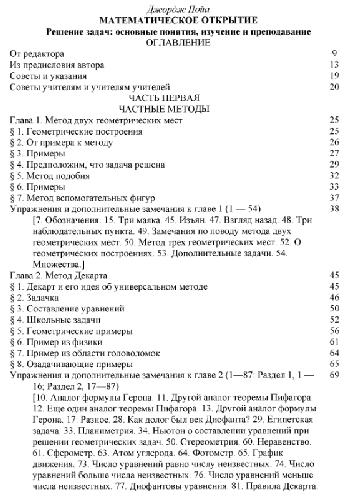 Джордже Пойа
МАТЕМАТИЧЕСКОЕ ОТКРЫТИЕ
Решение задач: основные понятия, изучение и преподавание
ОГЛАВЛЕНИЕ
От редактора 9
Из предисловия автора 13
Советы и указания 19
Советы учителям и учителям учителей 20
ЧАСТЬ ПЕРВАЯ
ЧАСТНЫЕ МЕТОДЫ
Глава 1. Метод двух геометрических мест 25
§ 1. Геометрические построения 25
§ 2. От примера к методу 26
§ 3. Примеры 27
§ 4. Предположим, что задача решена 29
§ 5. Метод подобия 32
§ 6. Примеры 33
§ 7. Метод вспомогательных фигур 37
Упражнения и дополнительные замечания к главе 1 (1 — 54) 38
[7. Обозначения. 15. Три маяка. 45. Изъян. 47. Взгляд назад. 48. Три
наблюдательных пункта. 49. Замечания по поводу метода двух
геометрических мест. 50. Метод трех геометрических мест. 52. О
геометрических построениях. 53. Дополнительные задачи. 54.
Множества.]
Глава 2. Метод Декарта 45
§ 1. Декарт и его идея об универсальном методе 45
§ 2. Задачка 46
§ 3. Составление уравнений 50
§ 4. Школьные задачи 52
§ 5. Геометрические примеры 56
§ 6. Пример из физики 61
§ 7. Пример из области головоломок 64
§ 8. Озадачивающие примеры 65
Упражнения и дополнительные замечания к главе 2 (1—87: Раздел 1, 1 — 69
16; Раздел 2, 17—87)
[10. Аналог формулы Герона. 11. Другой аналог теоремы Пифагора.
12. Еще один аналог теоремы Пифагора. 13. Другой аналог формулы
Герона. 17. Разное. 28. Как долог был век Диофанта? 29. Египетская
задача. 33. Планиметрия. 34. Ньютон о составлении уравнений при
решении геометрических задач. 50. Стереометрия. 60. Неравенство.
61. Сферометр. 63. Атом углерода. 64. Фотометр. 65. График
движения. 73. Число уравнений равно числу неизвестных. 74. Число
уравнений больше числа неизвестных. 76. Число уравнений меньше
числа неизвестных. 77. Диофантовы уравнения. 81. Правила Декарта.